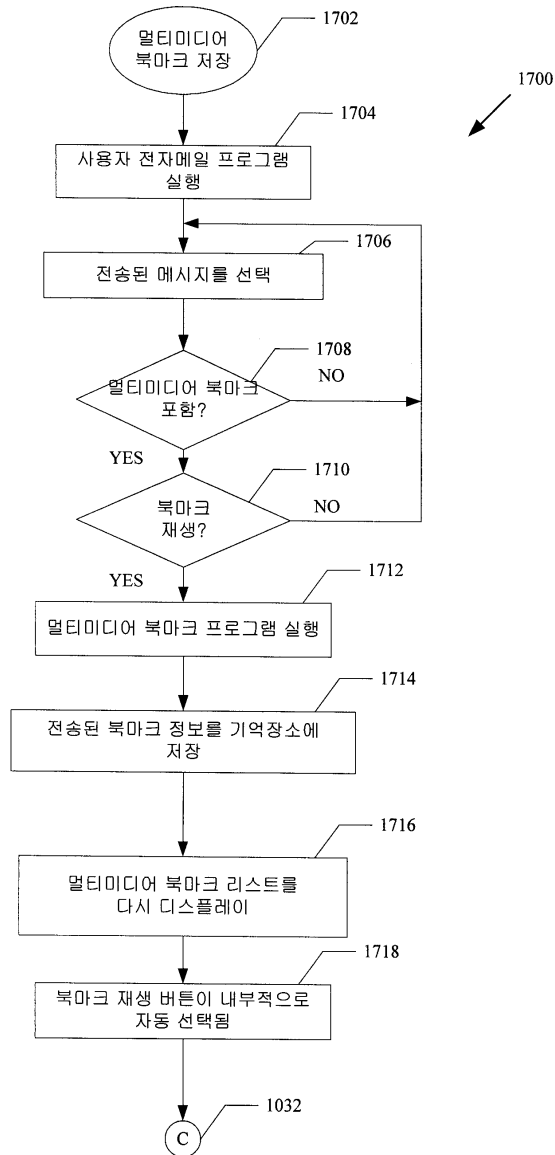 멀티미디어
북마크 저장
1702
1700
1704
사용자 전자메일 프로그램
실행
1706
전송된 메시지를 선택
1708
멀티미디어 북마크
포함?
NO
YES
1710
북마크
재생?
NO
YES
1712
멀티미디어 북마크 프로그램 실행
1714
전송된 북마크 정보를 기억장소에
저장
1716
멀티미디어 북마크 리스트를
다시 디스플레이
1718
북마크 재생 버튼이 내부적으로
자동 선택됨
1032
C